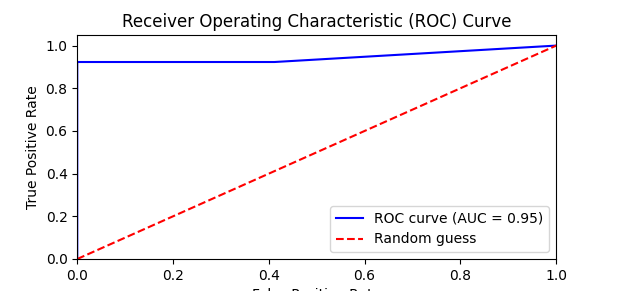 Receiver Operating Characteristic (ROC) Curve
True Positive Rate
1.0
0.8
0.6
0.4
0.2
0.0
ROC curve (AUC = 0.95)
Random guess
0.0 0.2 0.4 0.6 0.8 1.0